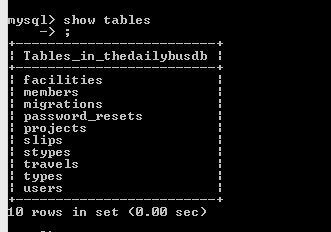 mysql> show tables
    -> ;
+--------------------------+
¦ Tables_in_thedailybusdb ¦
+--------------------------+
¦ facilities ¦
¦ members ¦
¦ migrations ¦
¦ password_resets ¦
¦ projects ¦
¦ slips ¦
¦ stypes ¦
¦ travels ¦
¦ types ¦
¦ users ¦
+--------------------------+
10 rows in set (0.00 sec)